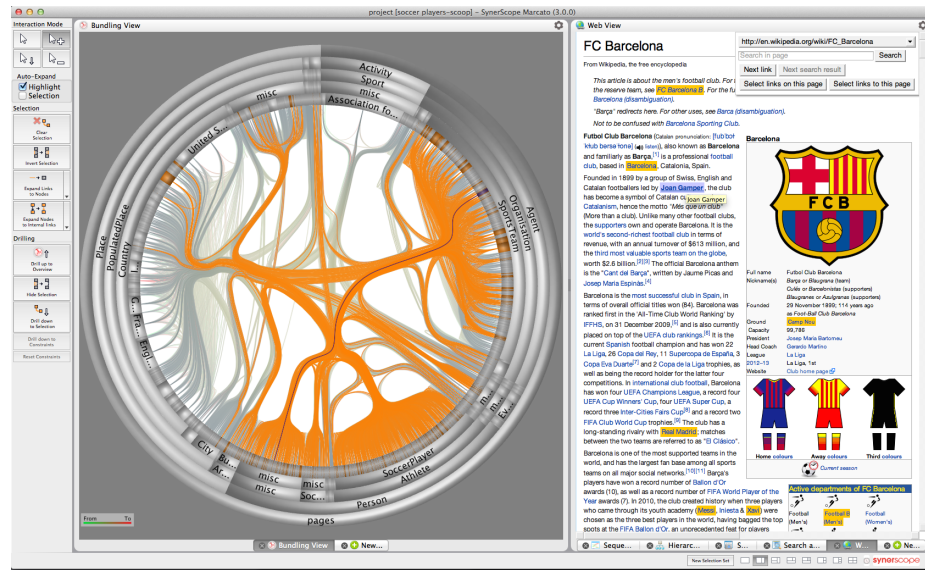 project [soccer players-scoop] - SynerScope Marcato (3.0.0)
Interaction Mode
Auto-Expand
Highlight
Selection
Selection
Clear
Selection
Invert Selection
Expand Links
to Nodes
Expand Nodes
to Internal links
Drilling
Drill up to
Overview
Hide Selection
Drill down
to Selection
Drill down to
Constraints
Reset Constraints
Bundling View
Activity
Sport
misc
Association fo...
misc
United S...
Place
PopulatedPlace
Country
I...
G...
Fra...
Engl...
Agent
Organisation
SportsTeam
m...
m...
Ev...
City
Bu...
Ar...
misc
misc
misc
Soc...
SoccerPlayer
Athlete
Person
pages
From To
Bundling View
New...
Web View
http://en.wikipedia.org/wiki/FC_Barcelona
Search in page
Search
Next link
Next search result
Select links on this page
Select links to this page
FC Barcelona
From Wikipedia, the free encyclopedia
This article is about the men's football club. For
the reserve team, see FC Barcelona B. For the fu
Barcelona (disambiguation).
"Barça" redirects here. For other uses, see Barca (disambiguation).
Not to be confused with Barcelona Sporting Club.
Futbol Club Barcelona (Catalan pronunciation:
listen)), also known as Barcelona
and familiarly as Barça,[1] is a professional football
club, based in Barcelona, Catalonia, Spain.
Founded in 1899 by a group of Swiss, English and
Catalan footballers led by Joan Gamper, the club
has become a symbol of Catalan cu
Joan Gamper
Catalanism, hence the motto "Més que un club"
(More than a club). Unlike many other football clubs,
the supporters own and operate Barcelona. It is the
world's second-richest football club in terms of
revenue, with an annual turnover of $613 million, and
the third most valuable sports team on the globe,
worth $2.6 billion.[2][3] The official Barcelona anthem
is the "Cant del Barça", written by Jaume Picas and
Josep Maria Espinàs.[4]
Barcelona is the most successful club in Spain, in
terms of overall official titles won (84). Barcelona was
ranked first in the 'All-Time Club World Ranking' by
IFFHS, on 31 December 2009,[5] and is also currently
placed on top of the UEFA club rankings.[6] It is the
current Spanish football champion and has won 22
La Liga, 26 Copa del Rey, 11 Supercopa de España, 3
Copa Eva Duarte[7] and 2 Copa de la Liga trophies, as
well as being the record holder for the latter four
competitions. In international club football, Barcelona
has won four UEFA Champions League, a record four
UEFA Cup Winners' Cup, four UEFA Super Cup, a
record three Inter-Cities Fairs Cup[8] and a record two
FIFA Club World Cup trophies.[9] The club has a
long-standing rivalry with Real Madrid; matches
between the two teams are referred to as "El Clásico".
Barcelona is one of the most supported teams in the
world, and has the largest fan base among all sports
teams on all major social networks.[10][11] Barça's
players have won a record number of Ballon d'Or
awards (10), as well as a record number of FIFA World Player of the
Year awards (7). In 2010, the club created history when three players
who came through its youth academy (Messi, Iniesta & Xavi) were
chosen as the three best players in the world, having bagged the top
spots at the FIFA Ballon d'Or, an unprecedented feat for players
Barcelona
FCB
Full name Futbol Club Barcelona
Nickname(s) Barça or Blaugrana (team)
Culés or Barcelonistas (supporters)
Blaugranes or Azulgranas (supporters)
Founded 29 November 1899; 114 years ago
as Foot-Ball Club Barcelona
Ground Camp Nou
Capacity 99,786
President Josep Maria Bartomeu
Head Coach Gerardo Martino
League La Liga
2012–13 La Liga, 1st
Website Club home page
Home colours Away colours Third colours
Current season
Active departments of FC Barcelona
Football Football B Football
(Men's) (Men's) (Women's)
Seque...
Hierarc...
S...
Search a...
W...
Ne...
New Selection Set
synerscope